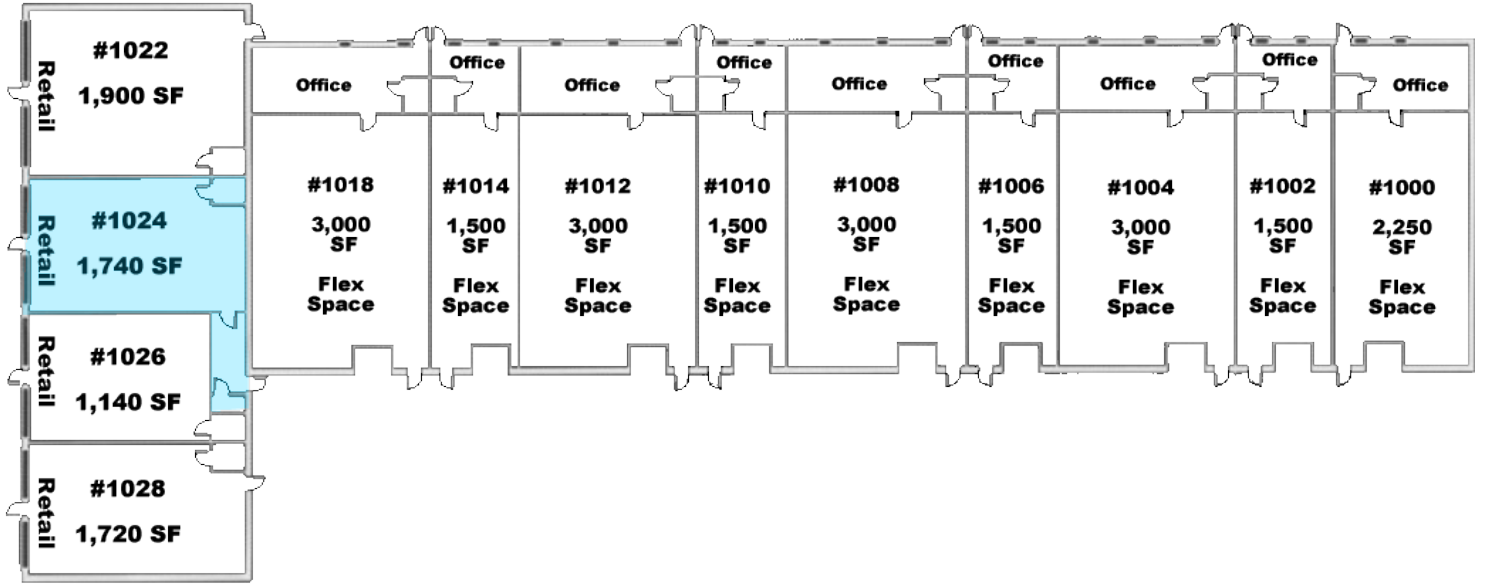 #1022
1,900 SF
Retail
#1024
1,740 SF
Retail
#1026
1,140 SF
Retail
#1028
1,720 SF
Retail
Office
#1018
3,000
SF
Flex
Space
Office
#1014
1,500
SF
Flex
Space
Office
#1012
3,000
SF
Flex
Space
Office
#1010
1,500
SF
Flex
Space
Office
#1008
3,000
SF
Flex
Space
Office
#1006
1,500
SF
Flex
Space
Office
#1004
3,000
SF
Flex
Space
Office
#1002
1,500
SF
Flex
Space
Office
#1000
2,250
SF
Flex
Space